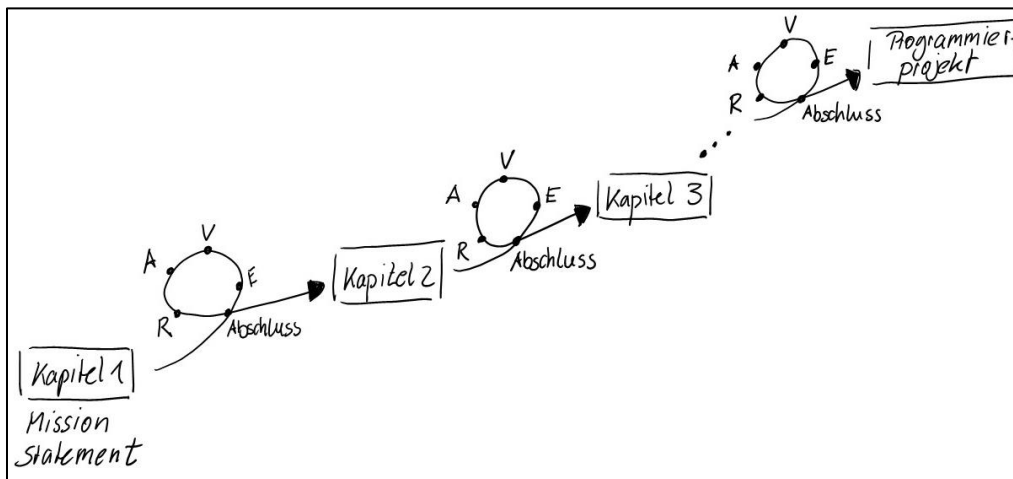 Kapitel 1
Mission
Statement
R
A
V
E
Abschluss
Kapitel 2
R
A
V
E
Abschluss
Kapitel 3
R
A
V
E
Abschluss
Programmier-
projekt